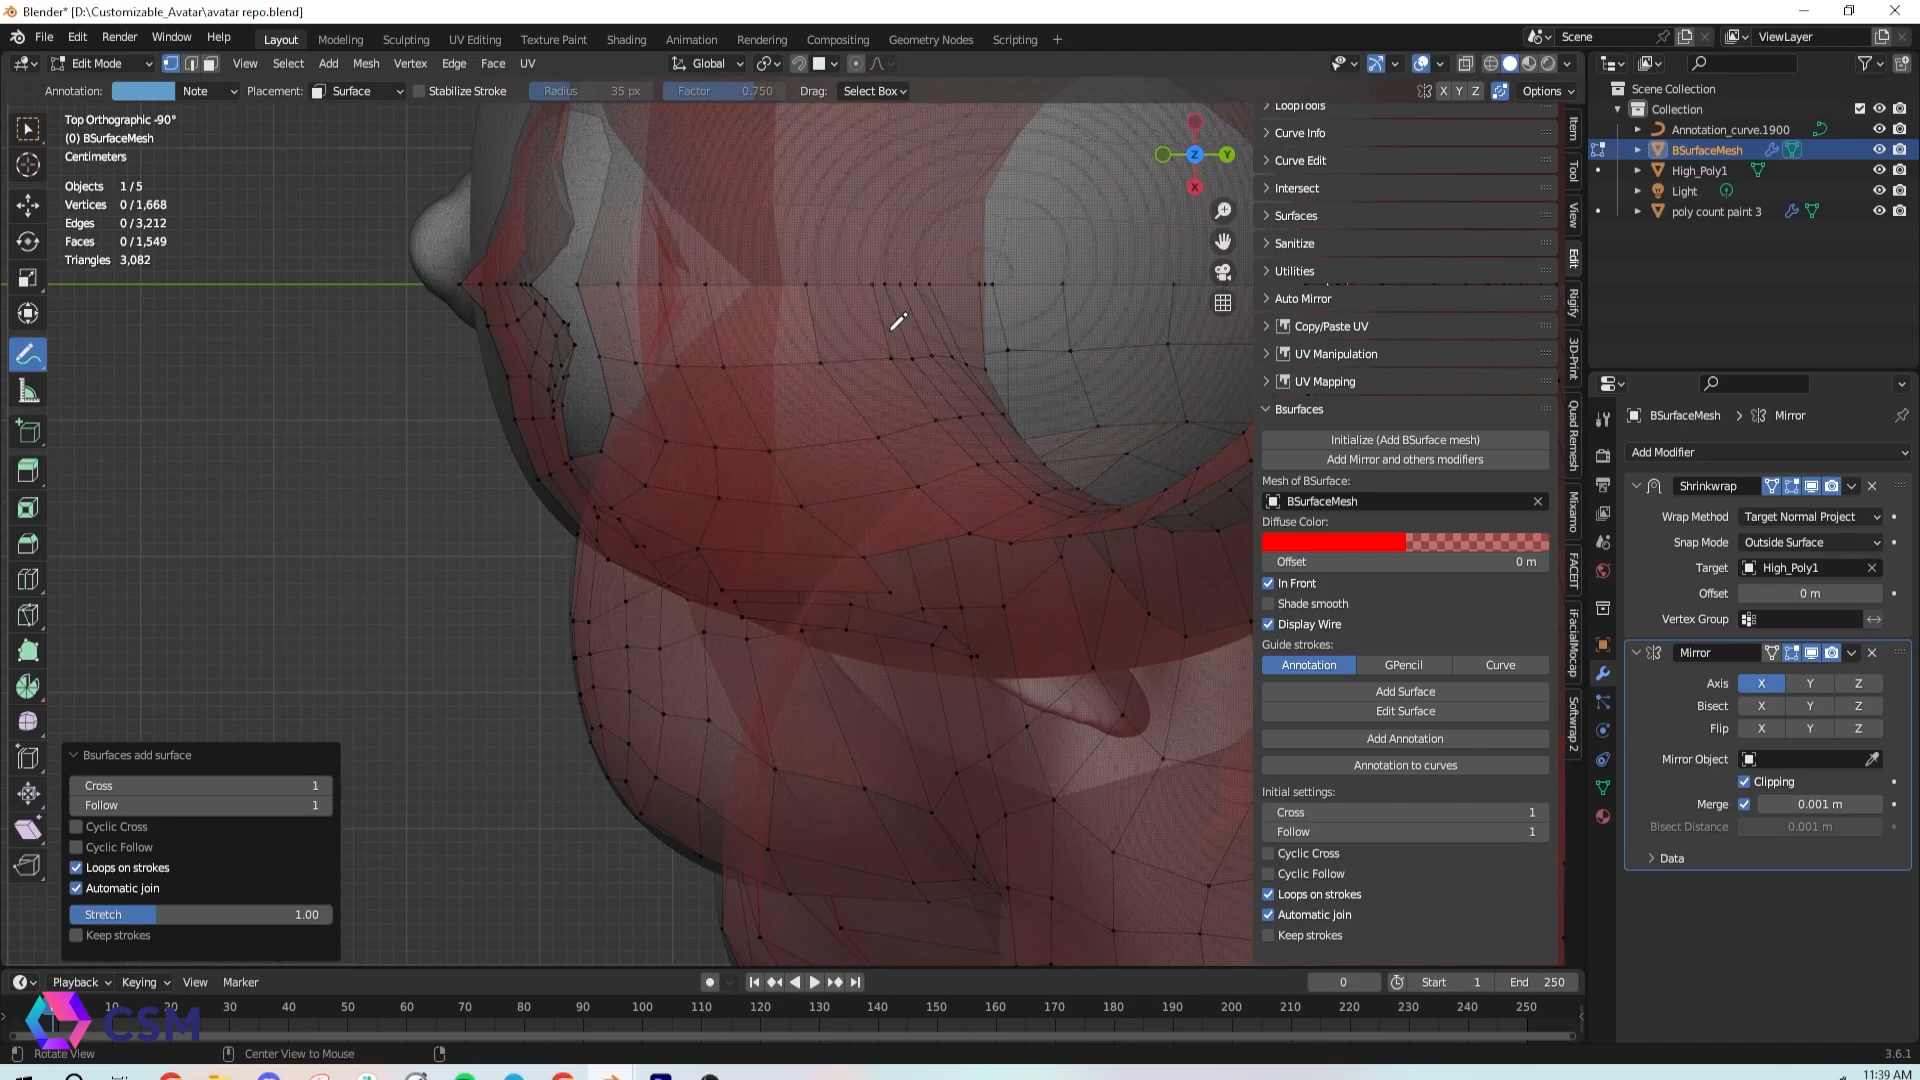 Blender* [D:\Customizable_Avatar\avatar repo.blend]
File Edit Render Window Help Layout Modeling Sculpting UV Editing Texture Paint Shading Animation Rendering Compositing Geometry Nodes Scripting + Scene ViewLayer
Edit Mode View Select Add Mesh Vertex Edge Face UV Global
Annotation: Note Placement: Surface Stabilize Stroke Radius 35 px Factor 0.750 Drag: Select Box X Y Z Options
Top Orthographic -90°
(0) BSurfaceMesh
Centimeters
Objects 1 / 5
Vertices 0 / 1,668
Edges 0 / 3,212
Faces 0 / 1,549
Triangles 3,082
Z Y X
LoopTools
Curve Info
Curve Edit
Intersect
Surfaces
Sanitize
Utilities
Auto Mirror
Copy/Paste UV
UV Manipulation
UV Mapping
Bsurfaces
Initialize (Add BSurface mesh)
Add Mirror and others modifiers
Mesh of BSurface:
BSurfaceMesh
Diffuse Color:
Offset 0 m
In Front
Shade smooth
Display Wire
Guide strokes:
Annotation GPencil Curve
Add Surface
Edit Surface
Add Annotation
Annotation to curves
Initial settings:
Cross 1
Follow 1
Cyclic Cross
Cyclic Follow
Loops on strokes
Automatic join
Keep strokes
Item
Tool
View
Edit
Rigify
3D-Print
Quad Remesh
Mixamo
FACEIT
iFacialMocap
Softwrap 2
Scene Collection
Collection
Annotation_curve.1900
BSurfaceMesh
High_Poly1
Light
poly count paint 3
BSurfaceMesh > Mirror
Add Modifier
Shrinkwrap
Wrap Method Target Normal Project
Snap Mode Outside Surface
Target High_Poly1
Offset 0 m
Vertex Group
Mirror
Axis X Y Z
Bisect X Y Z
Flip X Y Z
Mirror Object
Clipping
Merge 0.001 m
Bisect Distance 0.001 m
Data
Bsurfaces add surface
Cross 1
Follow 1
Cyclic Cross
Cyclic Follow
Loops on strokes
Automatic join
Stretch 1.00
Keep strokes
Playback Keying View Marker 0 Start 1 End 250
10 20 30 40 50 60 70 80 90 100 110 120 130 140 150 160 170 180 190 200 210 220 230 240 250
CSM
Rotate View Center View to Mouse 3.6.1
11:39 AM